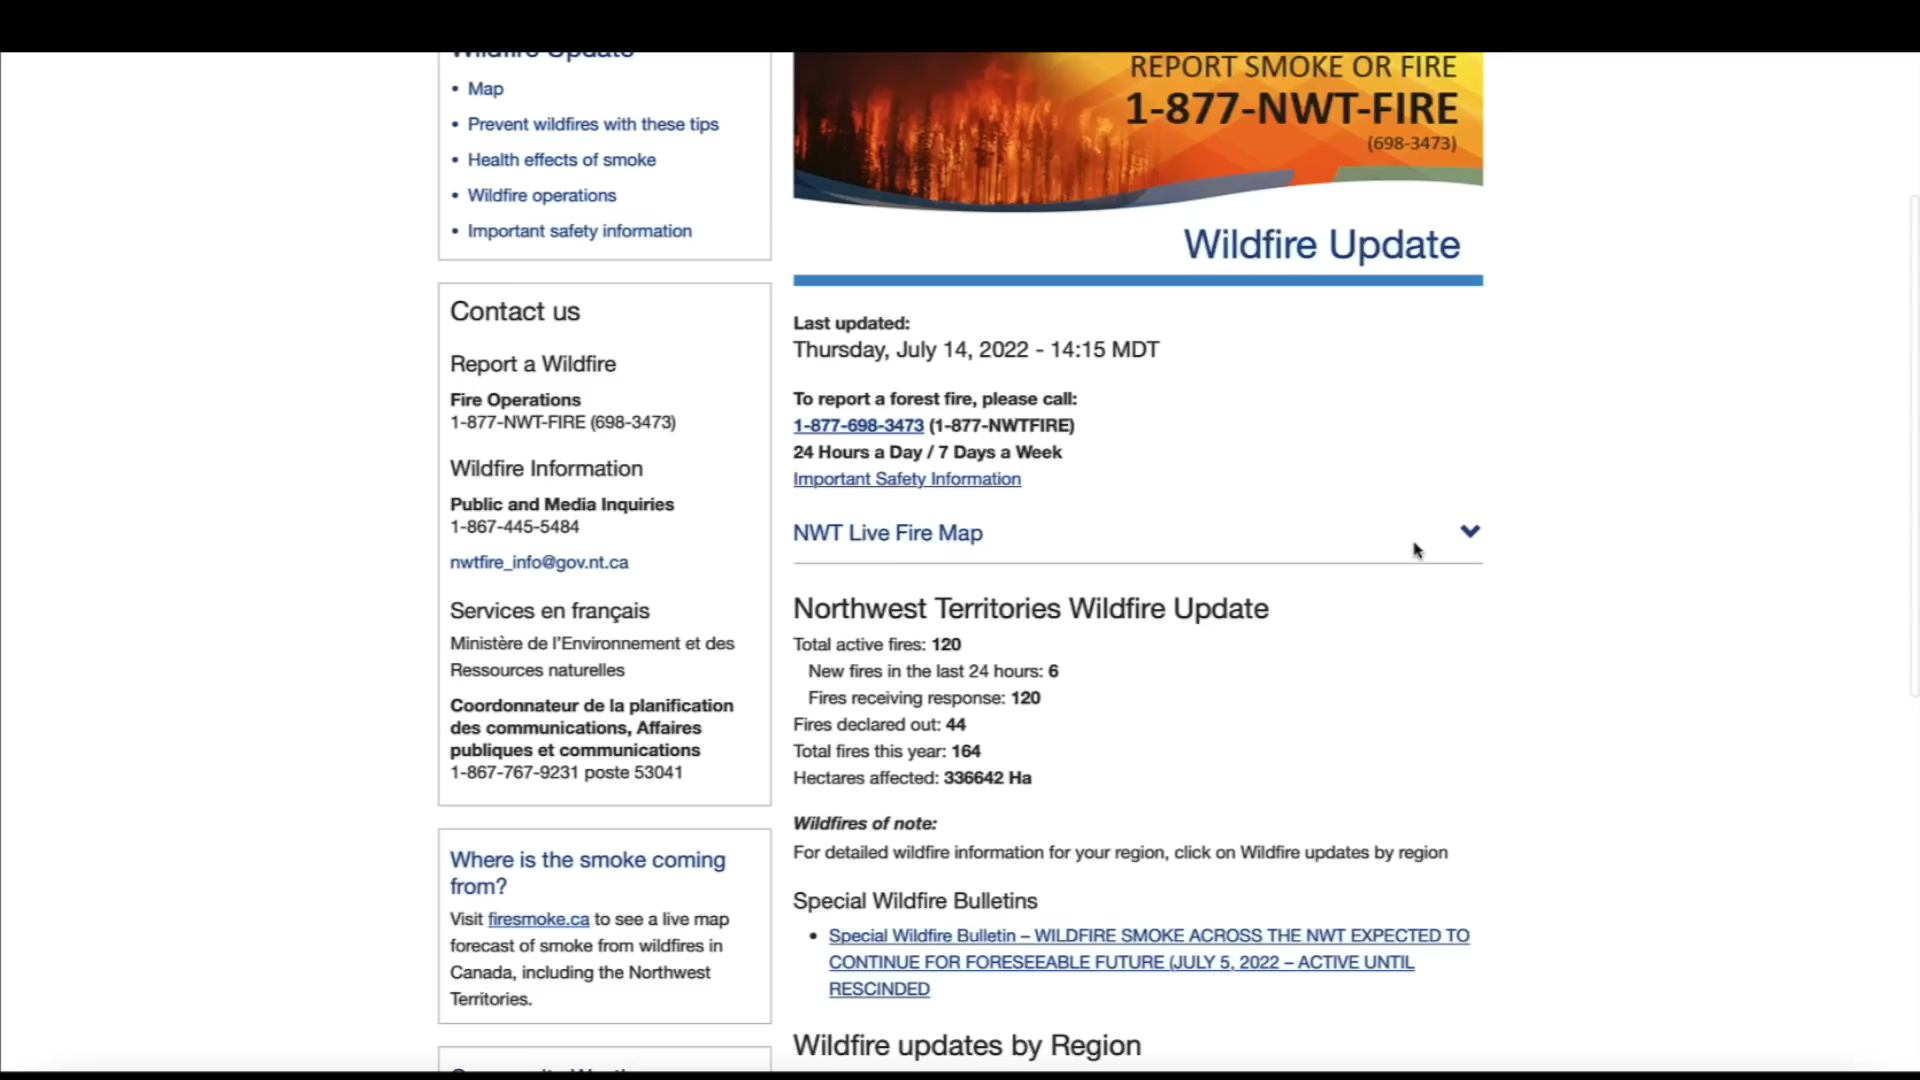 Wildfire Update
• Map
• Prevent wildfires with these tips
• Health effects of smoke
• Wildfire operations
• Important safety information
Contact us
Report a Wildfire
Fire Operations
1-877-NWT-FIRE (698-3473)
Wildfire Information
Public and Media Inquiries
1-867-445-5484
nwtfire_info@gov.nt.ca
Services en français
Ministère de l'Environnement et des
Ressources naturelles
Coordonnateur de la planification
des communications, Affaires
publiques et communications
1-867-767-9231 poste 53041
Where is the smoke coming
from?
Visit firesmoke.ca to see a live map
forecast of smoke from wildfires in
Canada, including the Northwest
Territories.
REPORT SMOKE OR FIRE
1-877-NWT-FIRE
(698-3473)
Wildfire Update
Last updated:
Thursday, July 14, 2022 - 14:15 MDT
To report a forest fire, please call:
1-877-698-3473 (1-877-NWTFIRE)
24 Hours a Day / 7 Days a Week
Important Safety Information
NWT Live Fire Map
Northwest Territories Wildfire Update
Total active fires: 120
New fires in the last 24 hours: 6
Fires receiving response: 120
Fires declared out: 44
Total fires this year: 164
Hectares affected: 336642 Ha
Wildfires of note:
For detailed wildfire information for your region, click on Wildfire updates by region
Special Wildfire Bulletins
• Special Wildfire Bulletin – WILDFIRE SMOKE ACROSS THE NWT EXPECTED TO
CONTINUE FOR FORESEEABLE FUTURE (JULY 5, 2022 – ACTIVE UNTIL
RESCINDED
Wildfire updates by Region